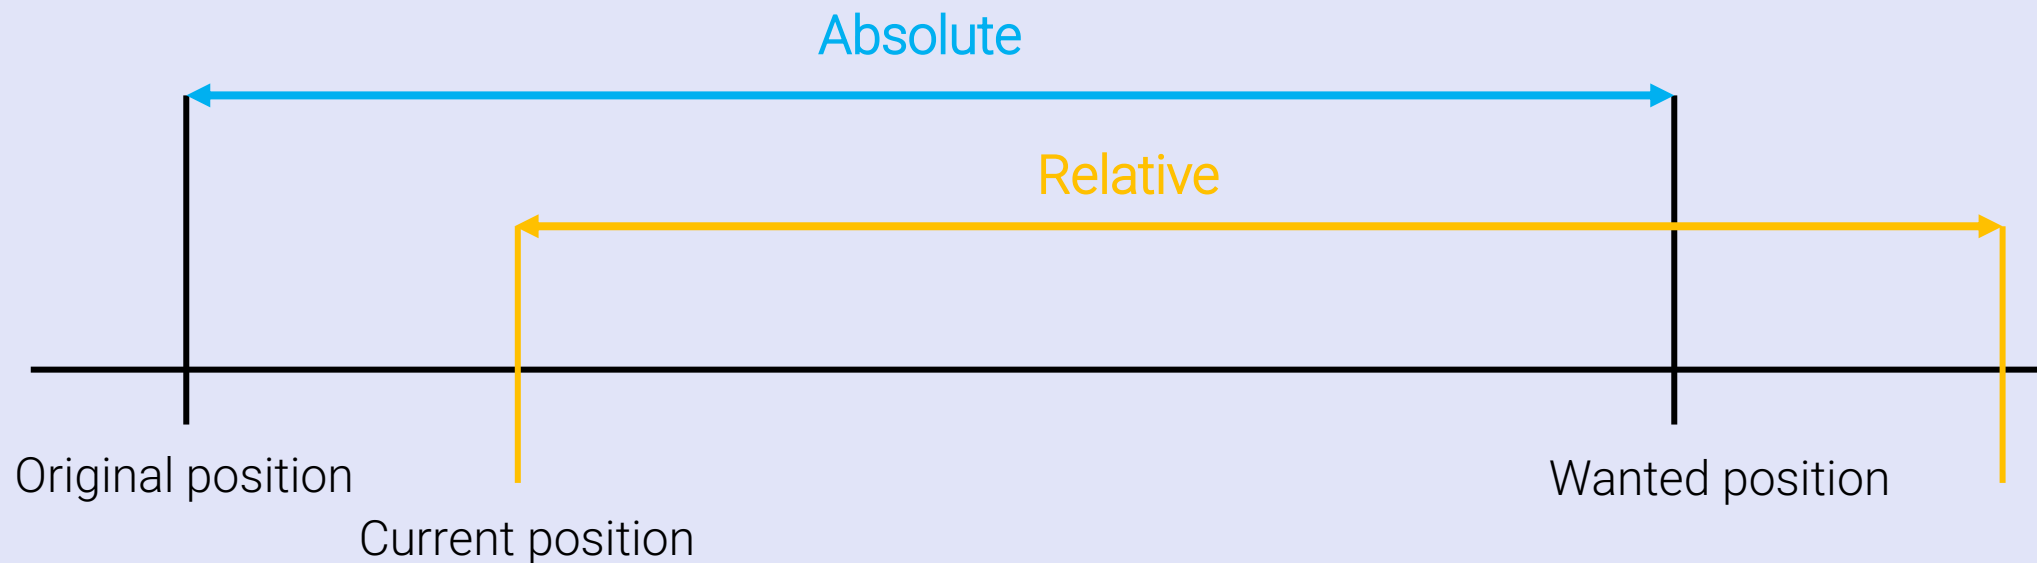 Absolute
Relative
Original position
Wanted position
Current position